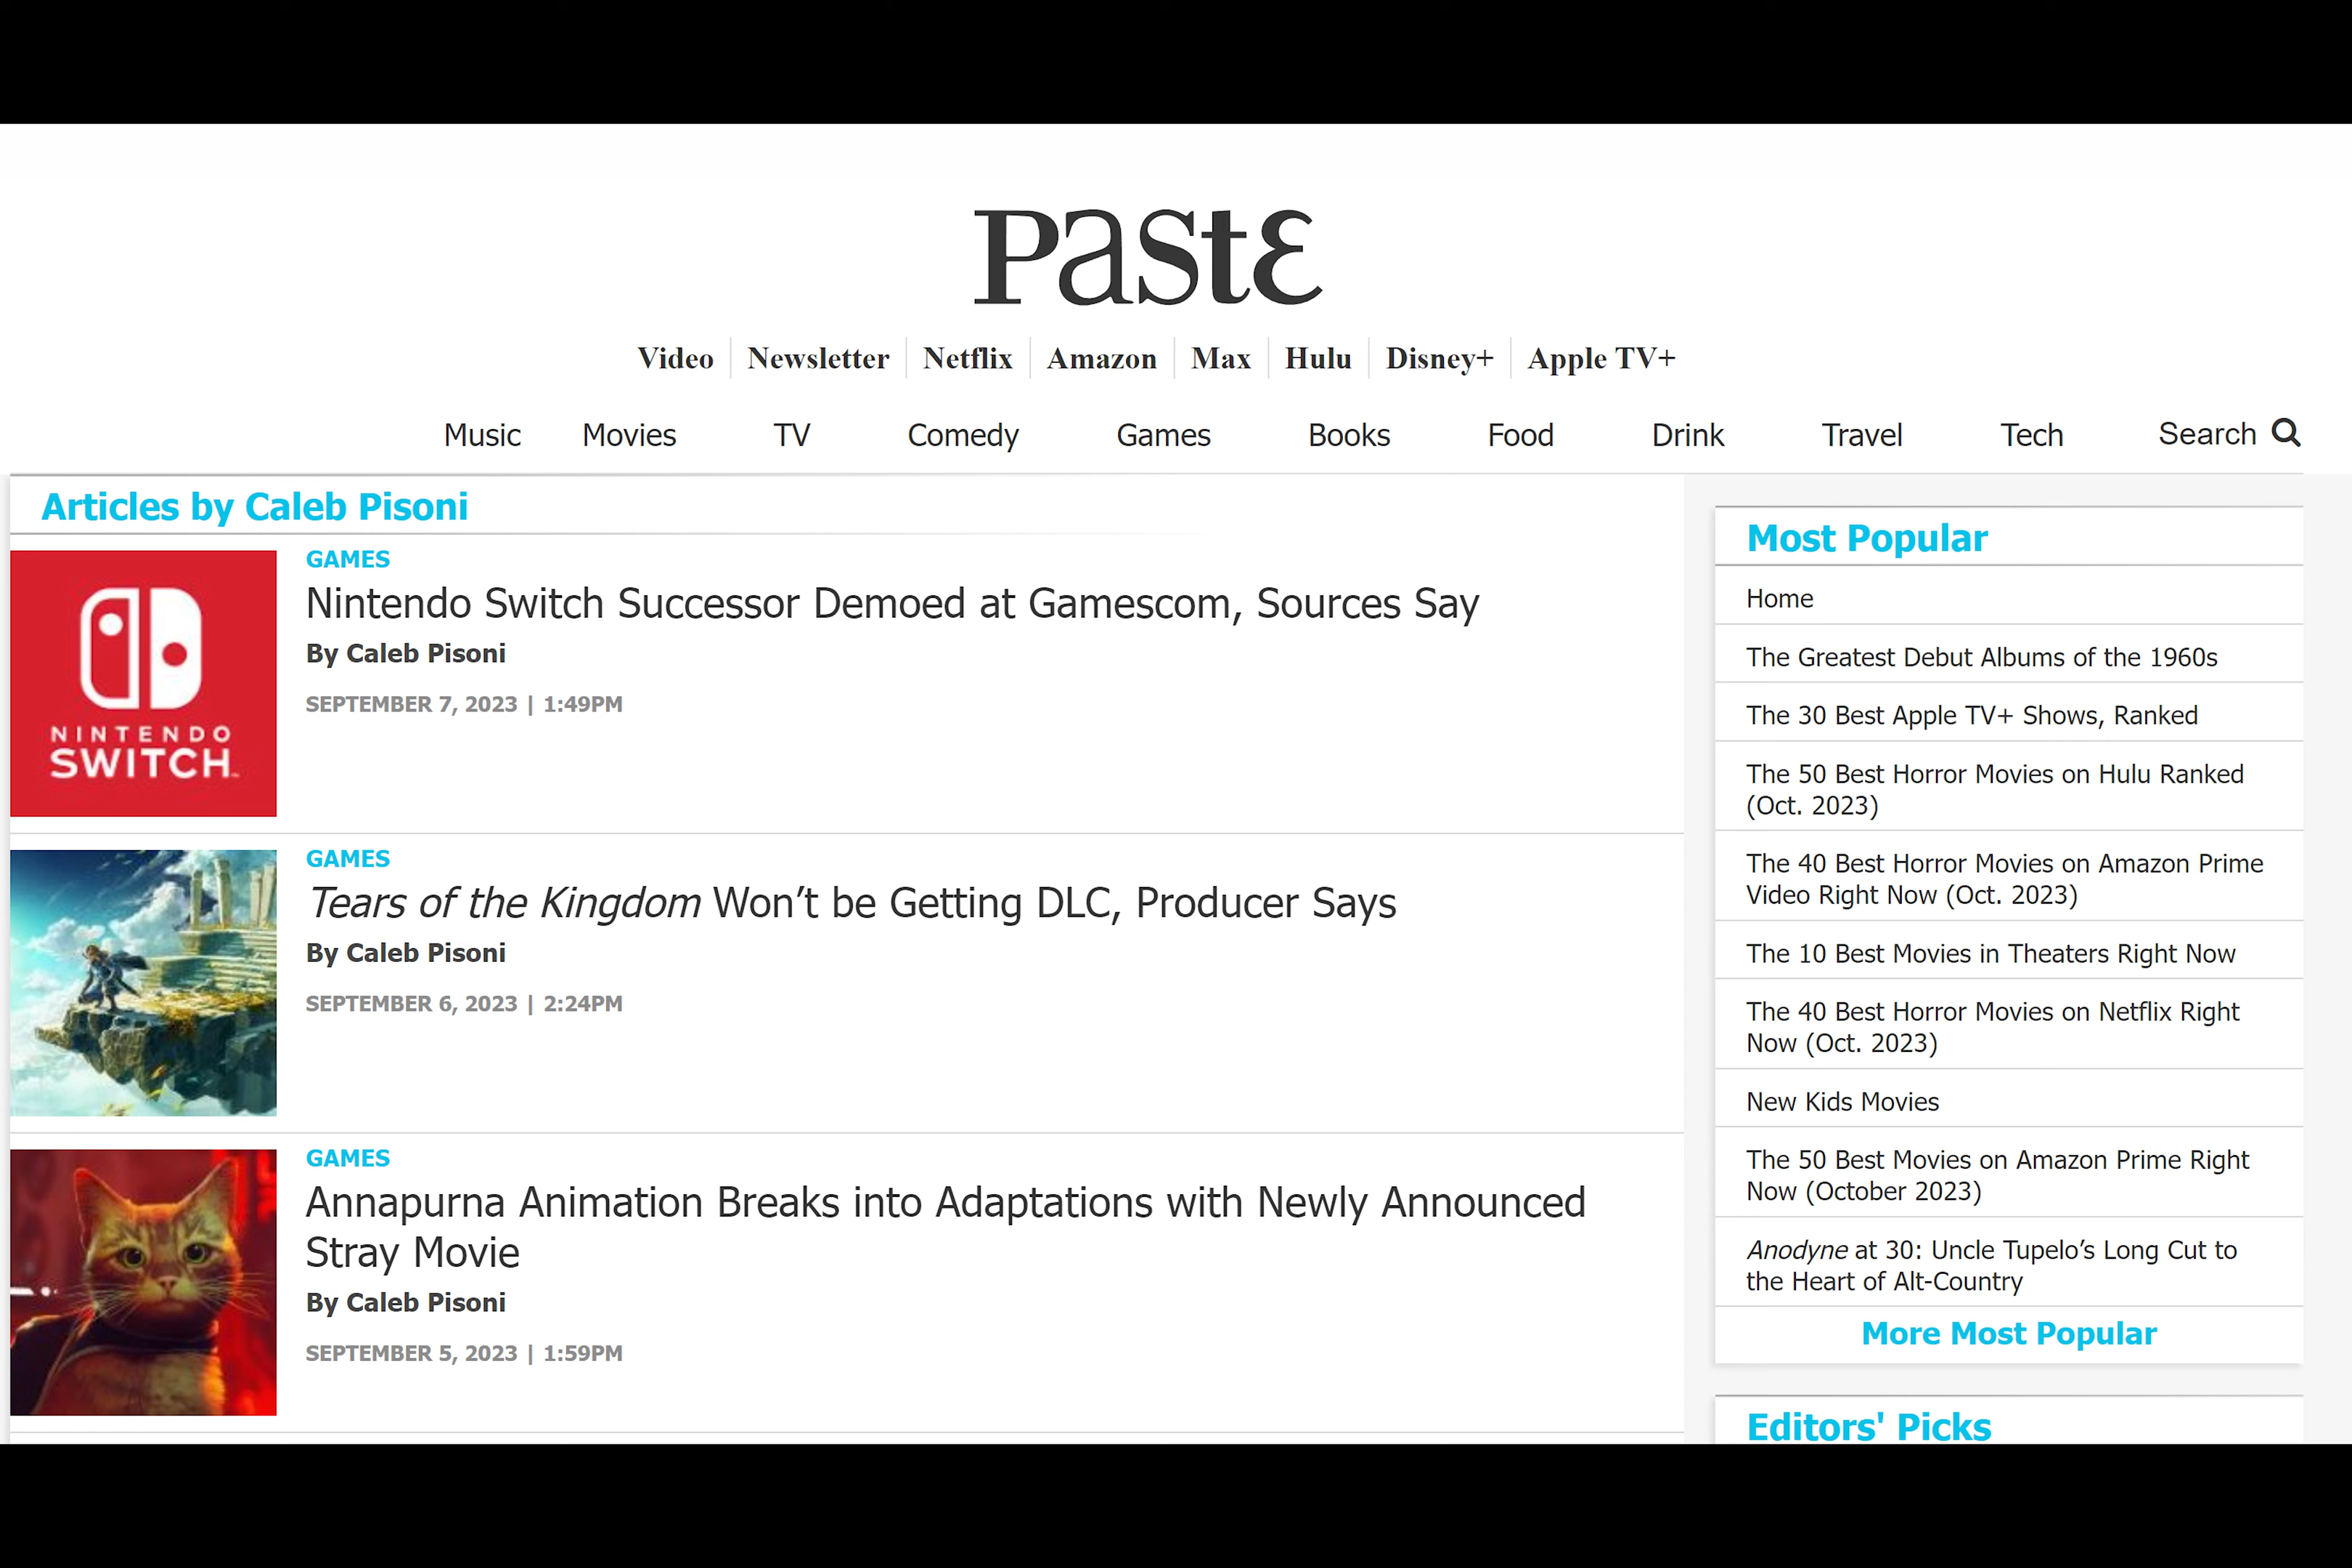 PaSTE
Video Newsletter Netflix Amazon Max Hulu Disney+ Apple TV+
Music Movies TV Comedy Games Books Food Drink Travel Tech Search
Articles by Caleb Pisoni
NINTENDO
SWITCH
GAMES
Nintendo Switch Successor Demoed at Gamescom, Sources Say
By Caleb Pisoni
SEPTEMBER 7, 2023 | 1:49PM
GAMES
Tears of the Kingdom Won’t be Getting DLC, Producer Says
By Caleb Pisoni
SEPTEMBER 6, 2023 | 2:24PM
GAMES
Annapurna Animation Breaks into Adaptations with Newly Announced
Stray Movie
By Caleb Pisoni
SEPTEMBER 5, 2023 | 1:59PM
Most Popular
Home
The Greatest Debut Albums of the 1960s
The 30 Best Apple TV+ Shows, Ranked
The 50 Best Horror Movies on Hulu Ranked
(Oct. 2023)
The 40 Best Horror Movies on Amazon Prime
Video Right Now (Oct. 2023)
The 10 Best Movies in Theaters Right Now
The 40 Best Horror Movies on Netflix Right
Now (Oct. 2023)
New Kids Movies
The 50 Best Movies on Amazon Prime Right
Now (October 2023)
Anodyne at 30: Uncle Tupelo’s Long Cut to
the Heart of Alt-Country
More Most Popular
Editors' Picks